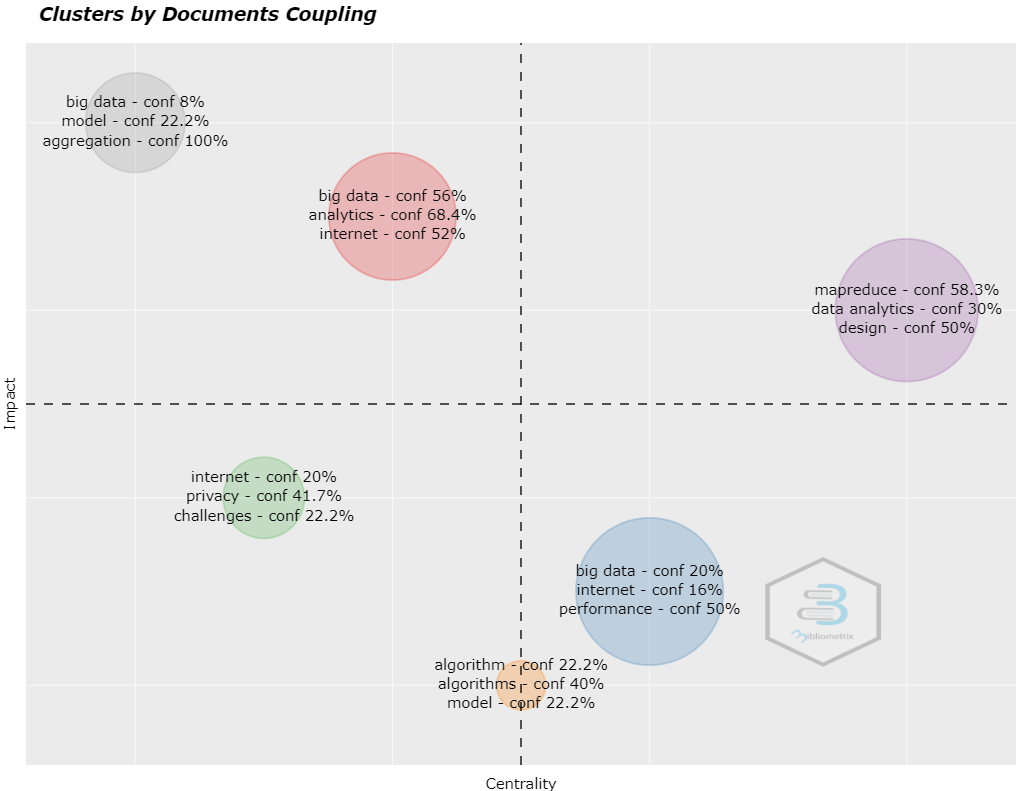 Clusters by Documents Coupling
big data - conf 8%
model - conf 22.2%
aggregation - conf 100%
big data - conf 56%
analytics - conf 68.4%
internet - conf 52%
mapreduce - conf 58.3%
data analytics - conf 30%
design - conf 50%
Impact
internet - conf 20%
privacy - conf 41.7%
challenges - conf 22.2%
big data - conf 20%
internet - conf 16%
performance - conf 50%
bibliometrix
algorithm - conf 22.2%
algorithms - conf 40%
model - conf 22.2%
Centrality